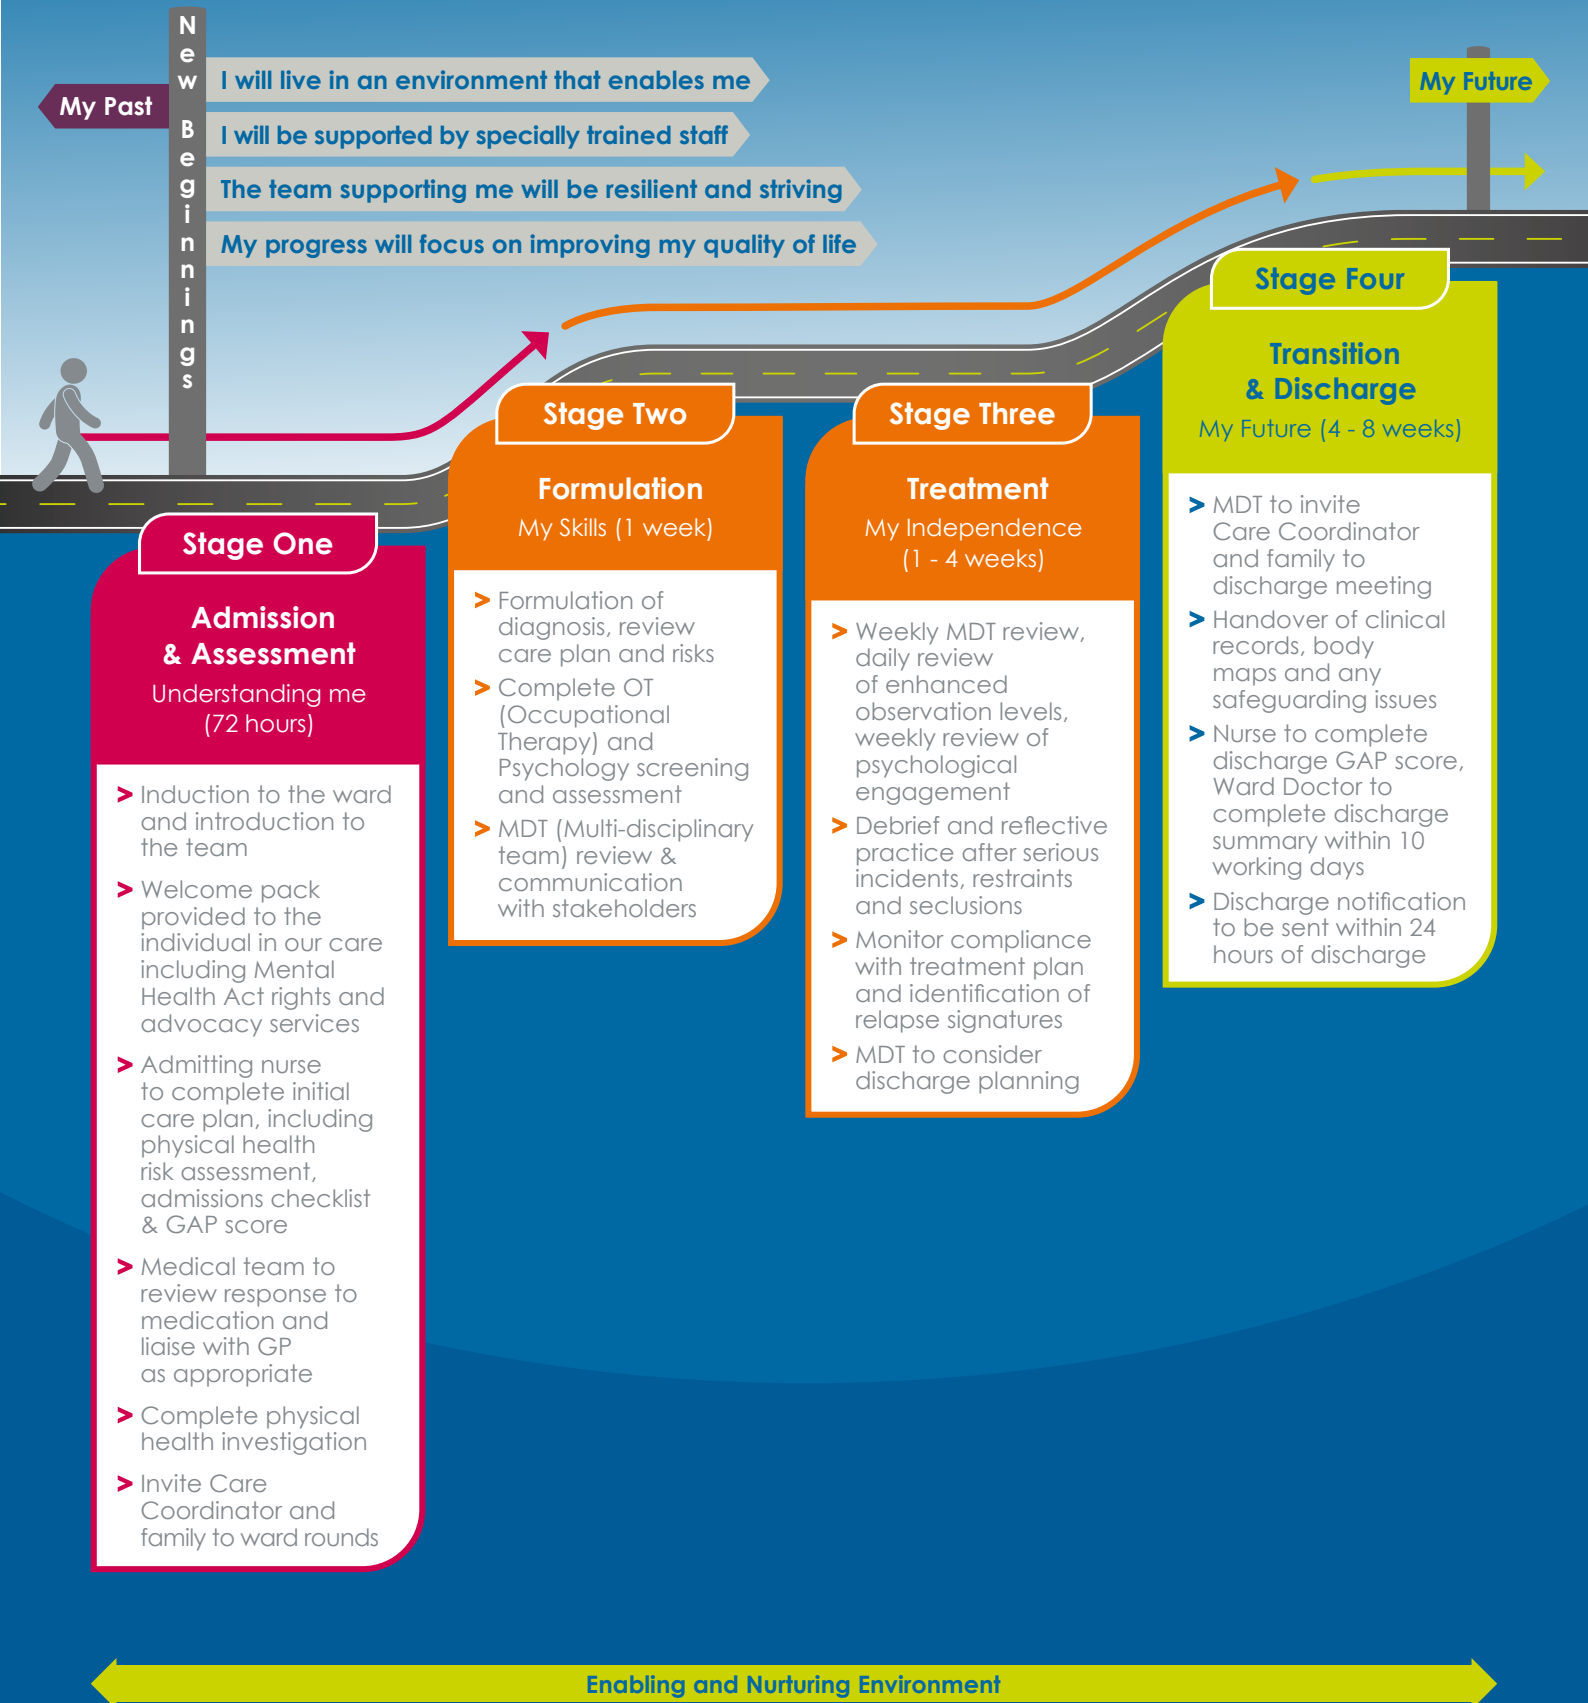 My Past
New Beginnings
I will live in an environment that enables me
I will be supported by specially trained staff
The team supporting me will be resilient and striving
My progress will focus on improving my quality of life
My Future
Stage One
Admission
& Assessment
Understanding me
(72 hours)
> Induction to the ward
and introduction to
the team
> Welcome pack
provided to the
individual in our care
including Mental
Health Act rights and
advocacy services
> Admitting nurse
to complete initial
care plan, including
physical health
risk assessment,
admissions checklist
& GAP score
> Medical team to
review response to
medication and
liaise with GP
as appropriate
> Complete physical
health investigation
> Invite Care
Coordinator and
family to ward rounds
Stage Two
Formulation
My Skills (1 week)
> Formulation of
diagnosis, review
care plan and risks
> Complete OT
(Occupational
Therapy) and
Psychology screening
and assessment
> MDT (Multi-disciplinary
team) review &
communication
with stakeholders
Stage Three
Treatment
My Independence
(1 - 4 weeks)
> Weekly MDT review,
daily review
of enhanced
observation levels,
weekly review of
psychological
engagement
> Debrief and reflective
practice after serious
incidents, restraints
and seclusions
> Monitor compliance
with treatment plan
and identification of
relapse signatures
> MDT to consider
discharge planning
Stage Four
Transition
& Discharge
My Future (4 - 8 weeks)
> MDT to invite
Care Coordinator
and family to
discharge meeting
> Handover of clinical
records, body
maps and any
safeguarding issues
> Nurse to complete
discharge GAP score,
Ward Doctor to
complete discharge
summary within 10
working days
> Discharge notification
to be sent within 24
hours of discharge
Enabling and Nurturing Environment